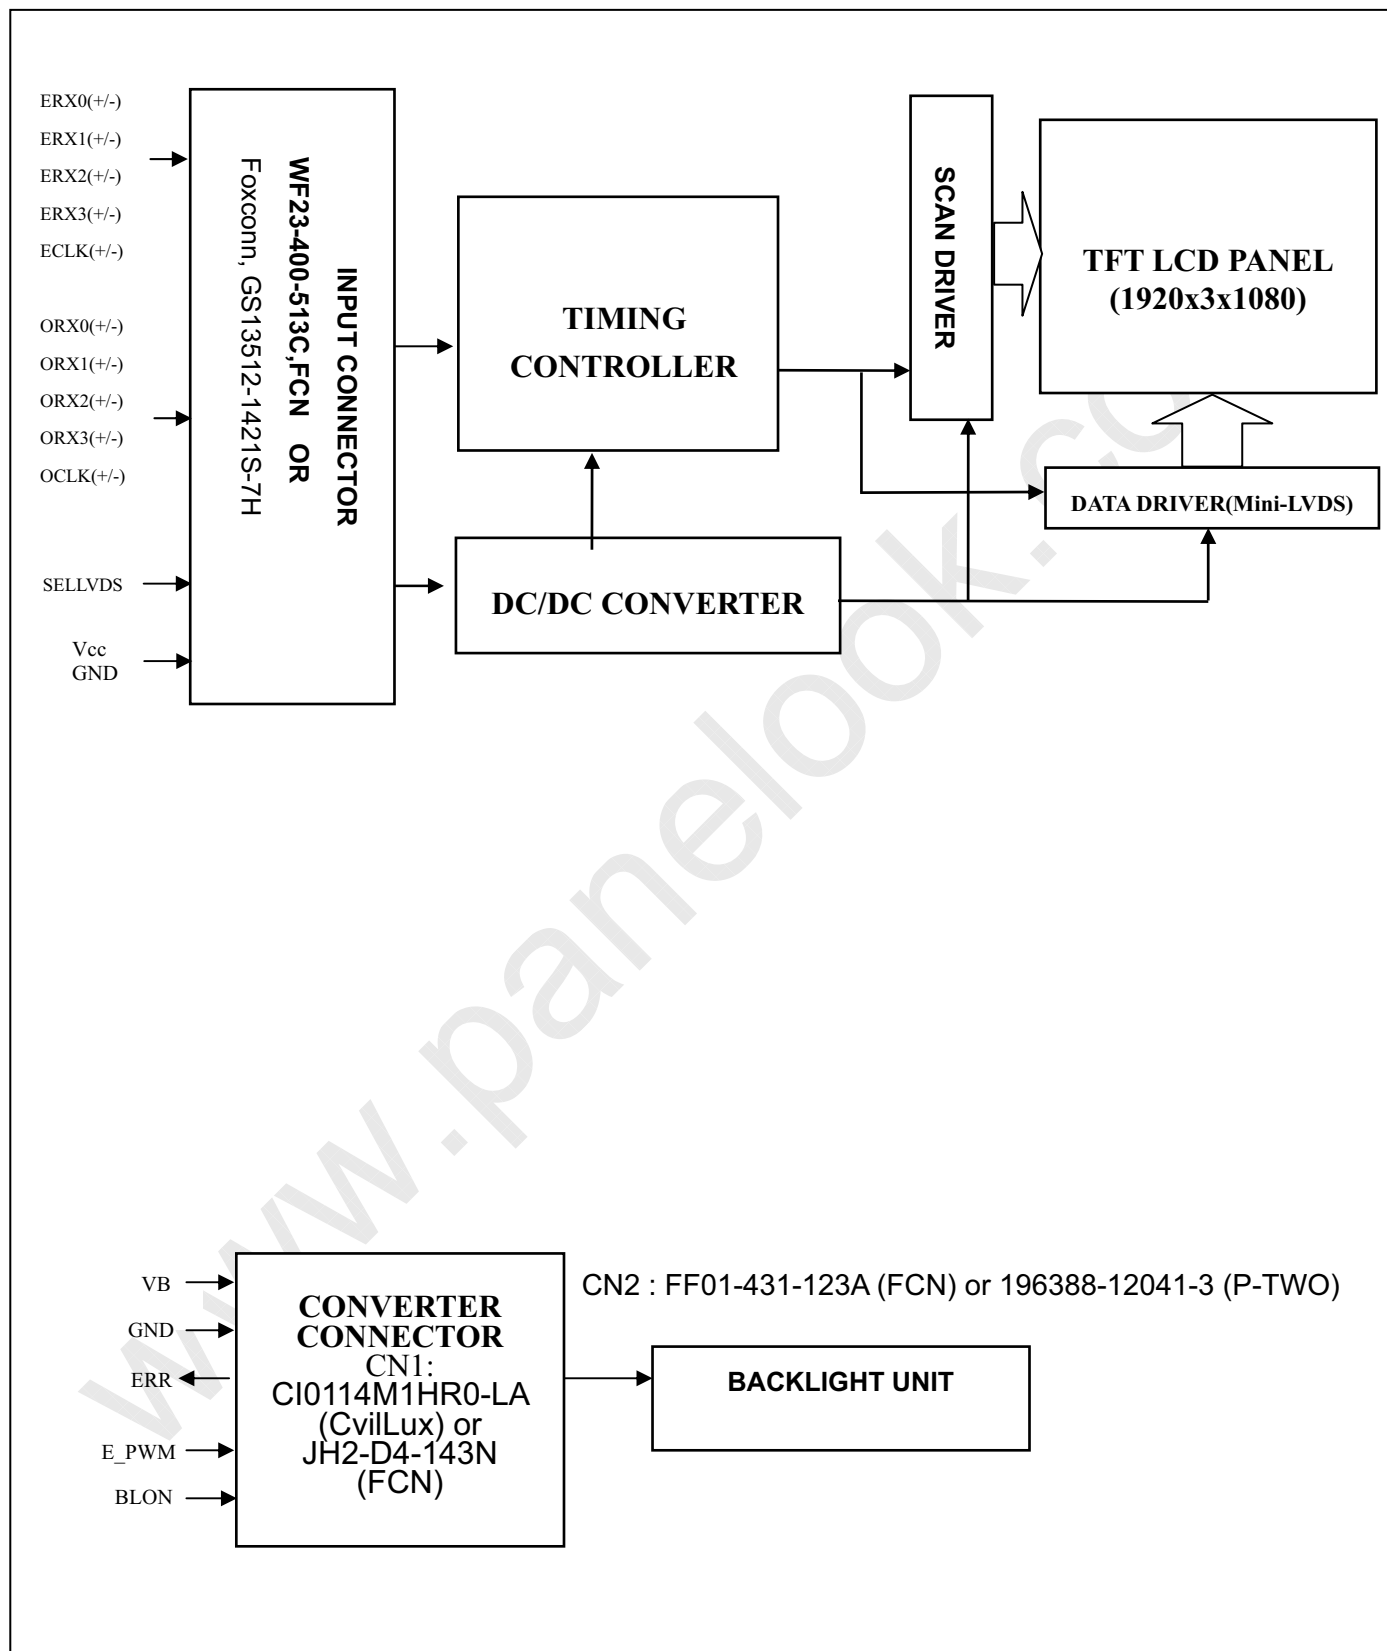 ERX0(+/-)
ERX1(+/-)
ERX2(+/-)
ERX3(+/-)
ECLK(+/-)
ORX0(+/-)
ORX1(+/-)
ORX2(+/-)
ORX3(+/-)
OCLK(+/-)
SELLVDS
Vcc
GND
INPUT CONNECTOR
WF23-400-513C,FCN OR
Foxconn, GS13512-1421S-7H
TIMING
CONTROLLER
DC/DC CONVERTER
SCAN DRIVER
TFT LCD PANEL
(1920x3x1080)
DATA DRIVER(Mini-LVDS)
www.panelook.com
VB
GND
ERR
E_PWM
BLON
CONVERTER
CONNECTOR
CN1:
CI0114M1HR0-LA
(CvilLux) or
JH2-D4-143N
(FCN)
CN2 : FF01-431-123A (FCN) or 196388-12041-3 (P-TWO)
BACKLIGHT UNIT